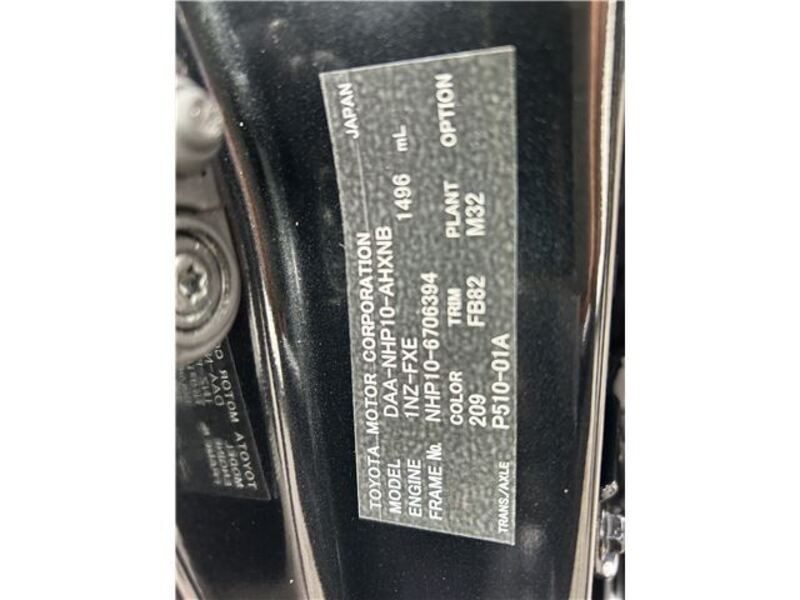 TOYOTA MOTOR CORPORATION JAPAN
MODEL DAA-NHP10-AHXNB
ENGINE 1NZ-FXE 1496 mL
FRAME No. NHP10-6706394
COLOR TRIM PLANT OPTION
209 FB82 M32
TRANS./AXLE P510-01A